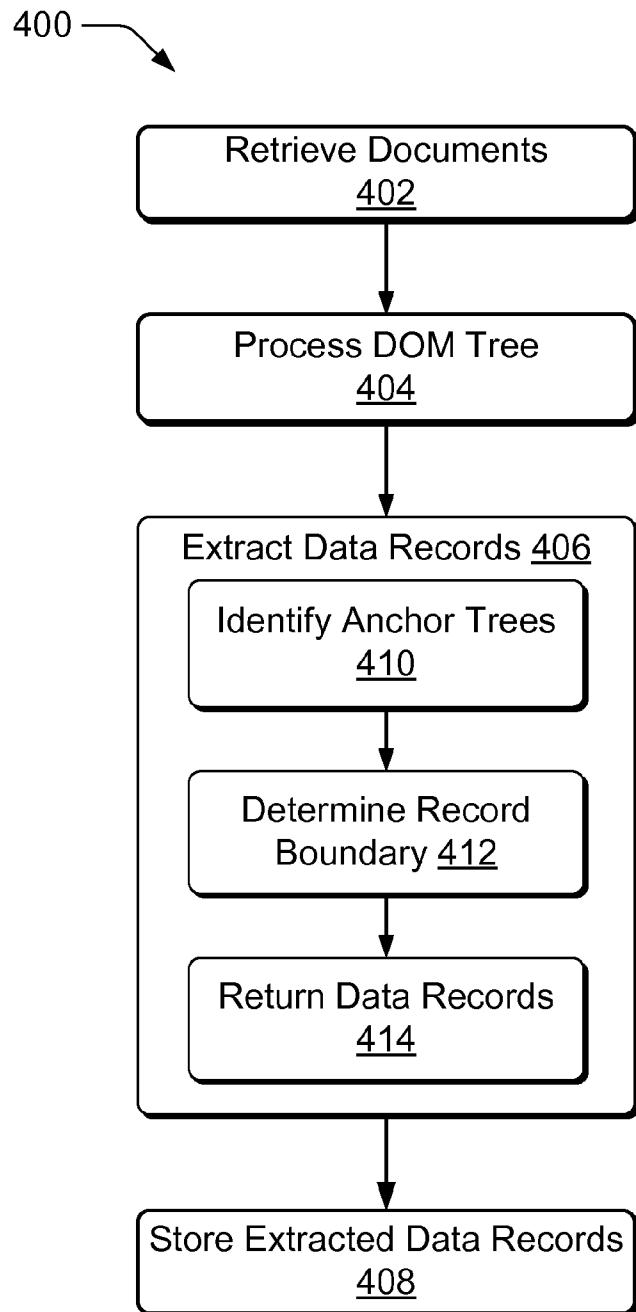 400
Retrieve Documents
402
Process DOM Tree
404
Extract Data Records 406
Identify Anchor Trees
410
Determine Record
Boundary 412
Return Data Records
414
Store Extracted Data Records
408